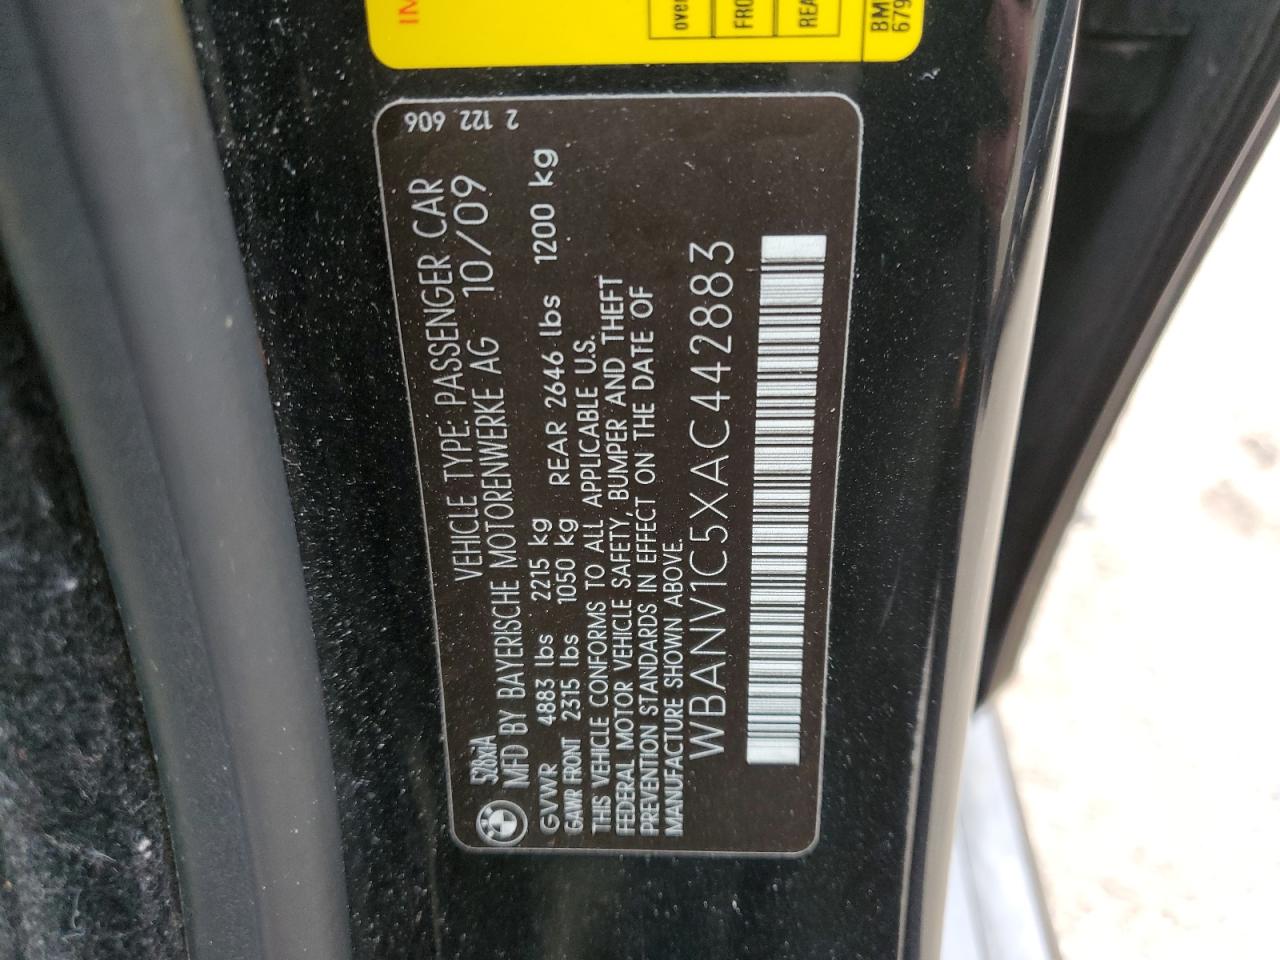 2 122 606
528xiA VEHICLE TYPE: PASSENGER CAR
MFD BY BAYERISCHE MOTORENWERKE AG 10/09
GVWR 4883 lbs 2215 kg
GAWR FRONT 2315 lbs 1050 kg REAR 2646 lbs 1200 kg
THIS VEHICLE CONFORMS TO ALL APPLICABLE U.S.
FEDERAL MOTOR VEHICLE SAFETY, BUMPER AND THEFT
PREVENTION STANDARDS IN EFFECT ON THE DATE OF
MANUFACTURE SHOWN ABOVE.
WBANV1C5XAC442883